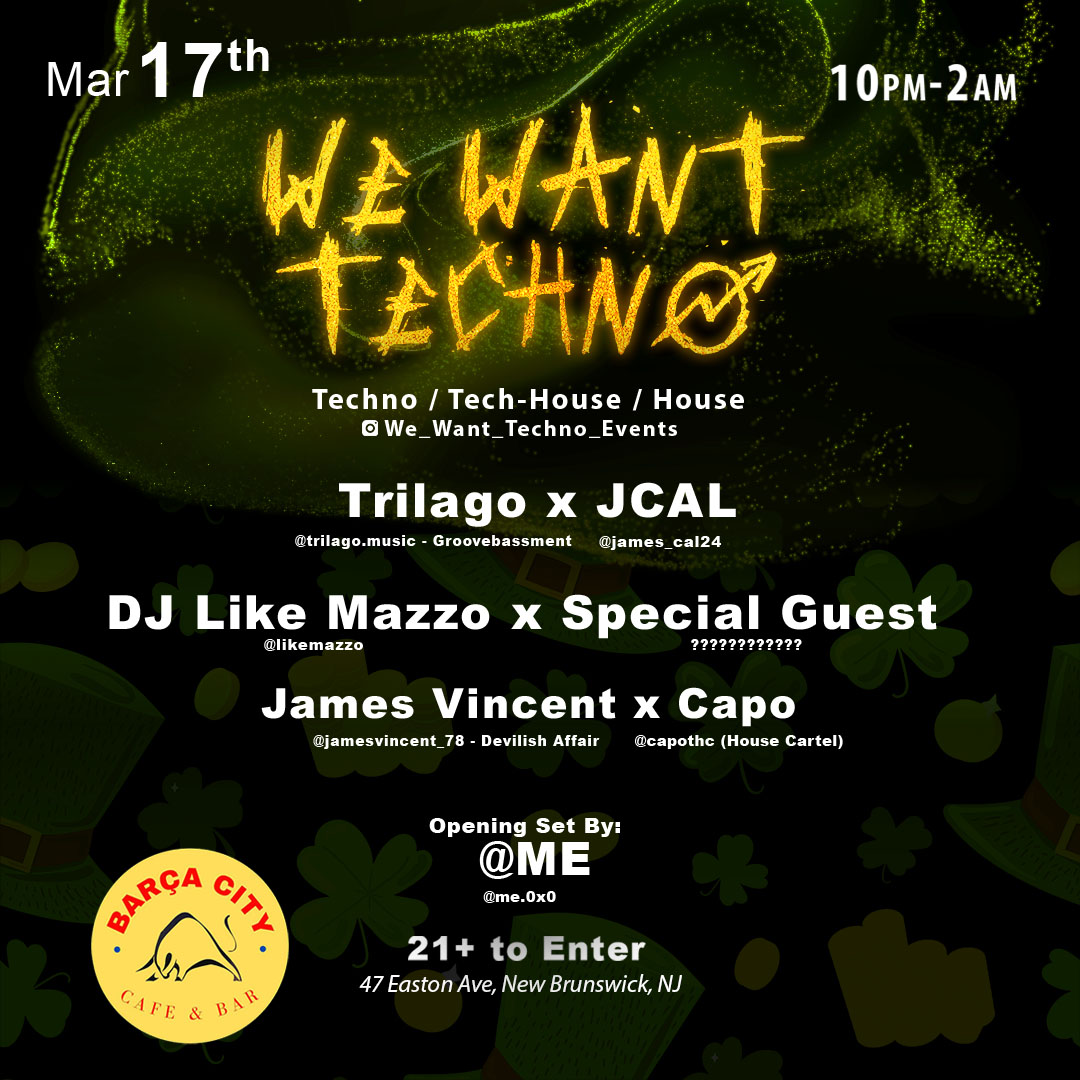 Mar 17th
10PM-2AM
WE WANT
TECHNO
Techno / Tech-House / House
We_Want_Techno_Events
Trilago x JCAL
@trilago.music - Groovebassment @james_cal24
DJ Like Mazzo x Special Guest
@likemazzo ????????????
James Vincent x Capo
@jamesvincent_78 - Devilish Affair @capothc (House Cartel)
Opening Set By:
@ME
@me.0x0
21+ to Enter
47 Easton Ave, New Brunswick, NJ
BARÇA CITY
CAFE & BAR